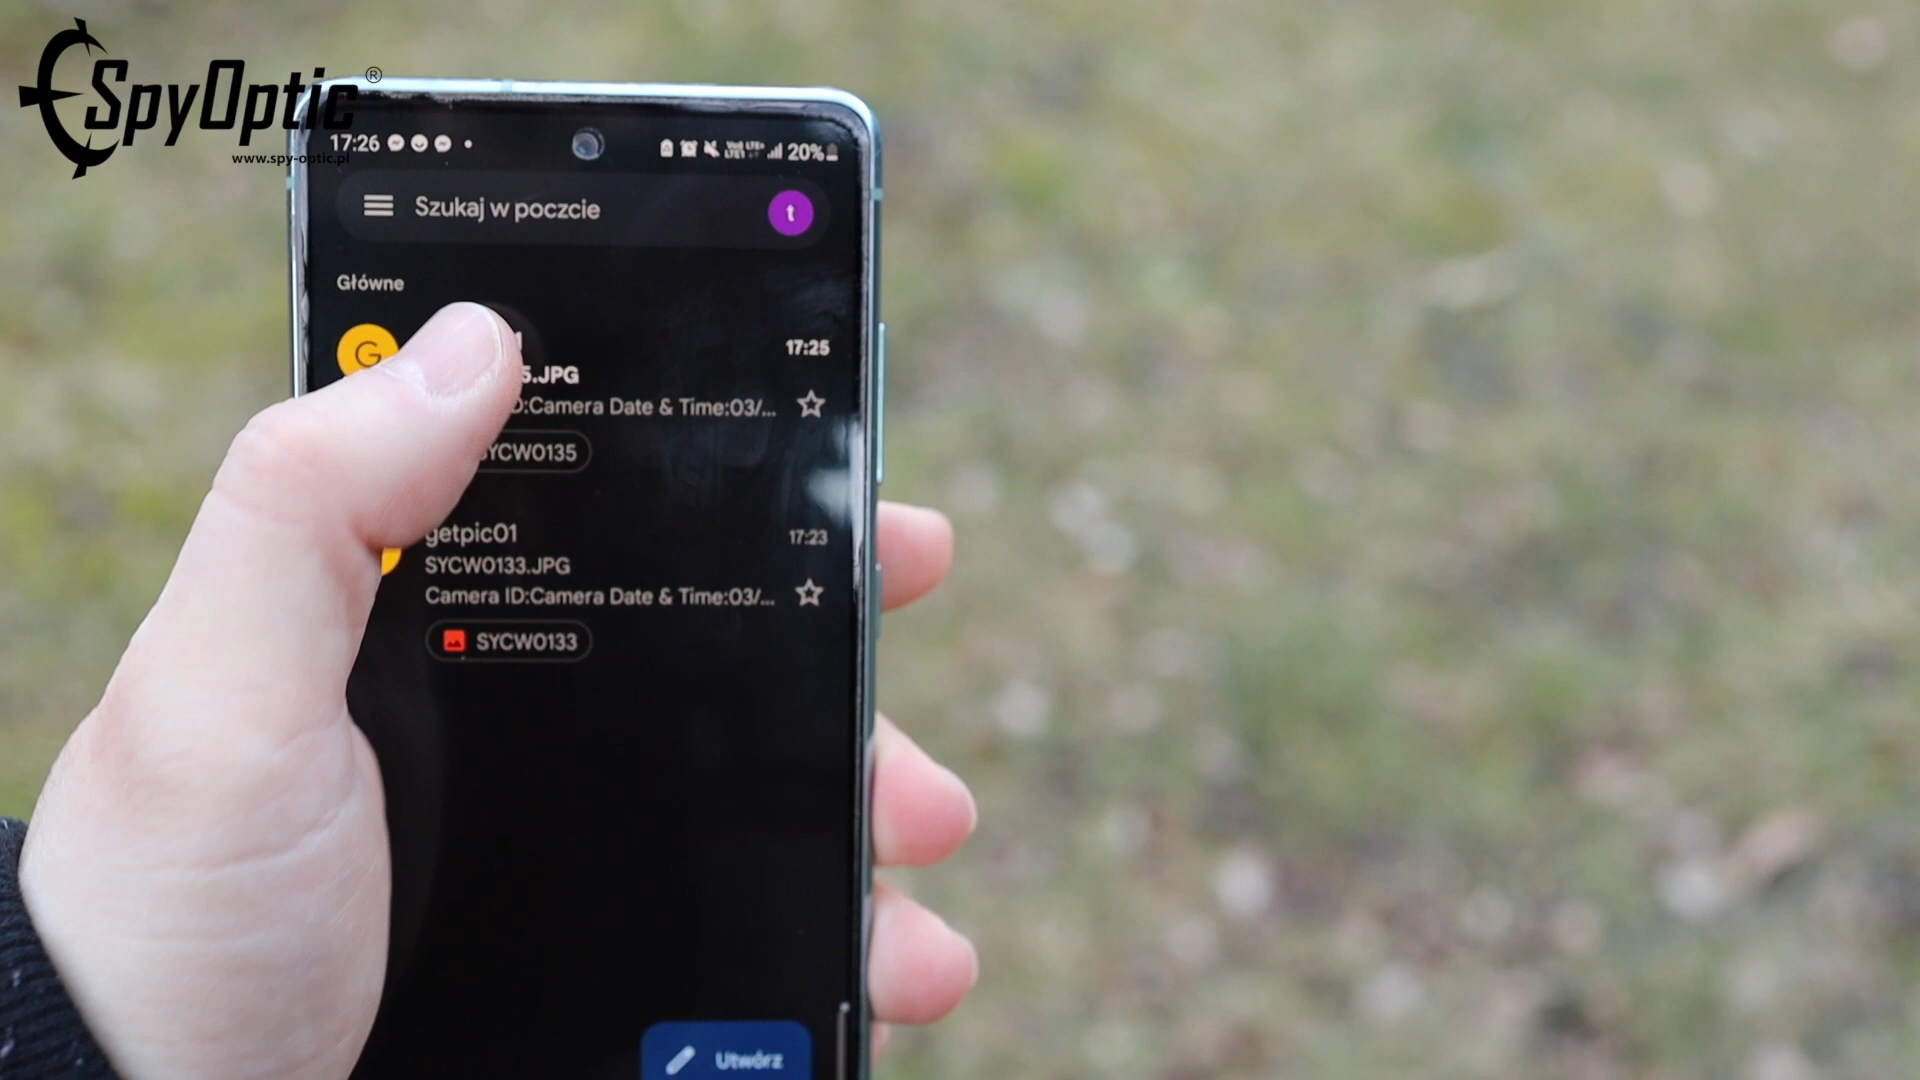 SpyOptic®
www.spy-optic.pl
17:26
20%
Szukaj w poczcie
t
Główne
G
17:25
5.JPG
D:Camera Date & Time:03/...
SYCW0135
getpic01
17:23
SYCW0133.JPG
Camera ID:Camera Date & Time:03/...
SYCW0133
Utwórz